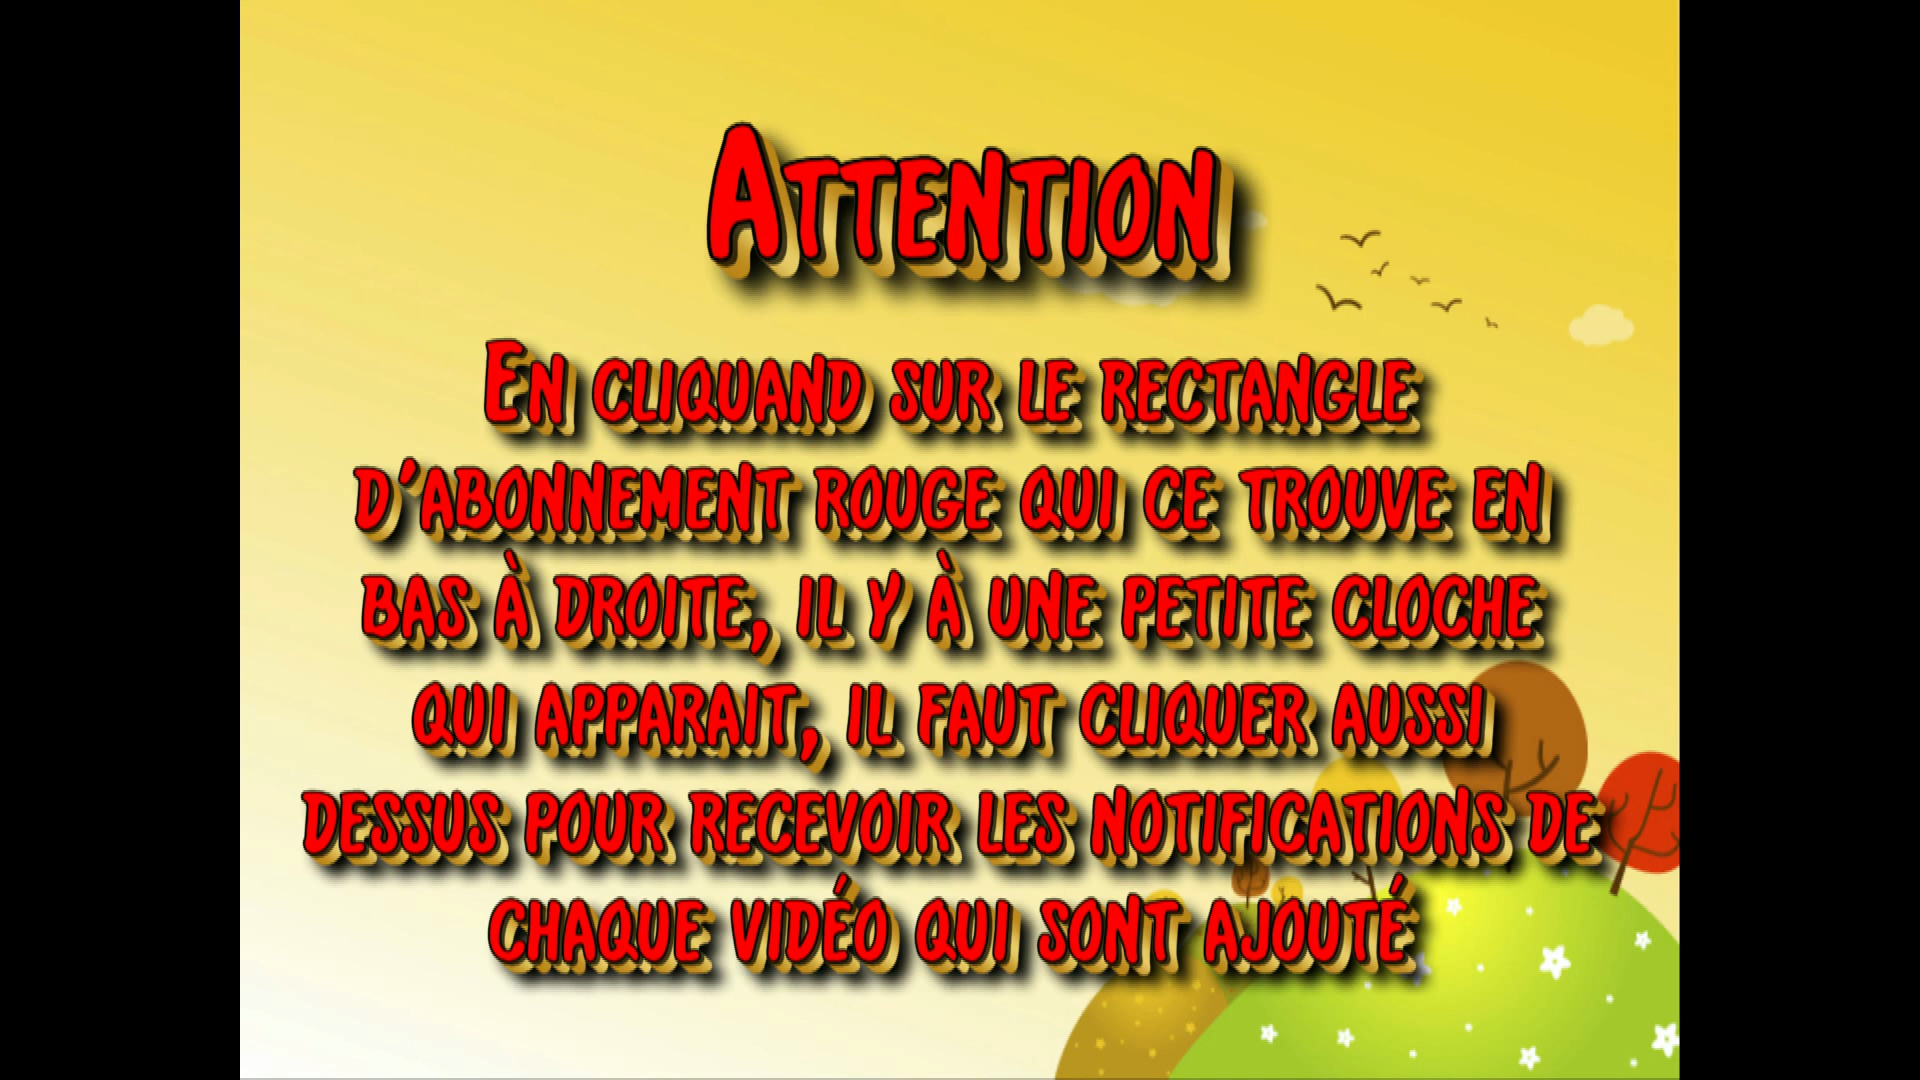 Attention
En cliquand sur le rectangle
d'abonnement rouge qui ce trouve en
bas à droite, il y à une petite cloche
qui apparait, il faut cliquer aussi
dessus pour recevoir les notifications de
chaque vidéo qui sont ajouté